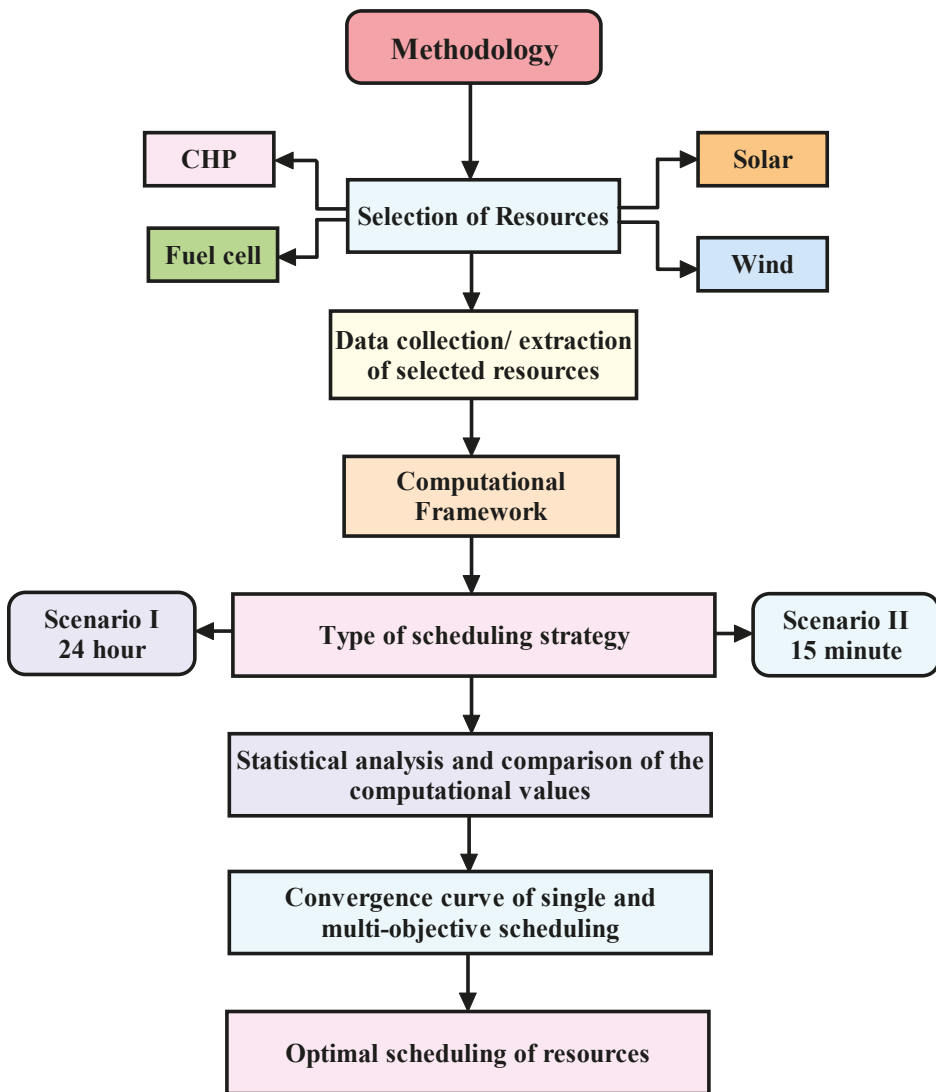 Methodology
CHP
Solar
Selection of Resources
Fuel cell
Wind
Data collection/ extraction
of selected resources
Computational
Framework
Scenario I
24 hour
Type of scheduling strategy
Scenario II
15 minute
Statistical analysis and comparison of the
computational values
Convergence curve of single and
multi-objective scheduling
Optimal scheduling of resources